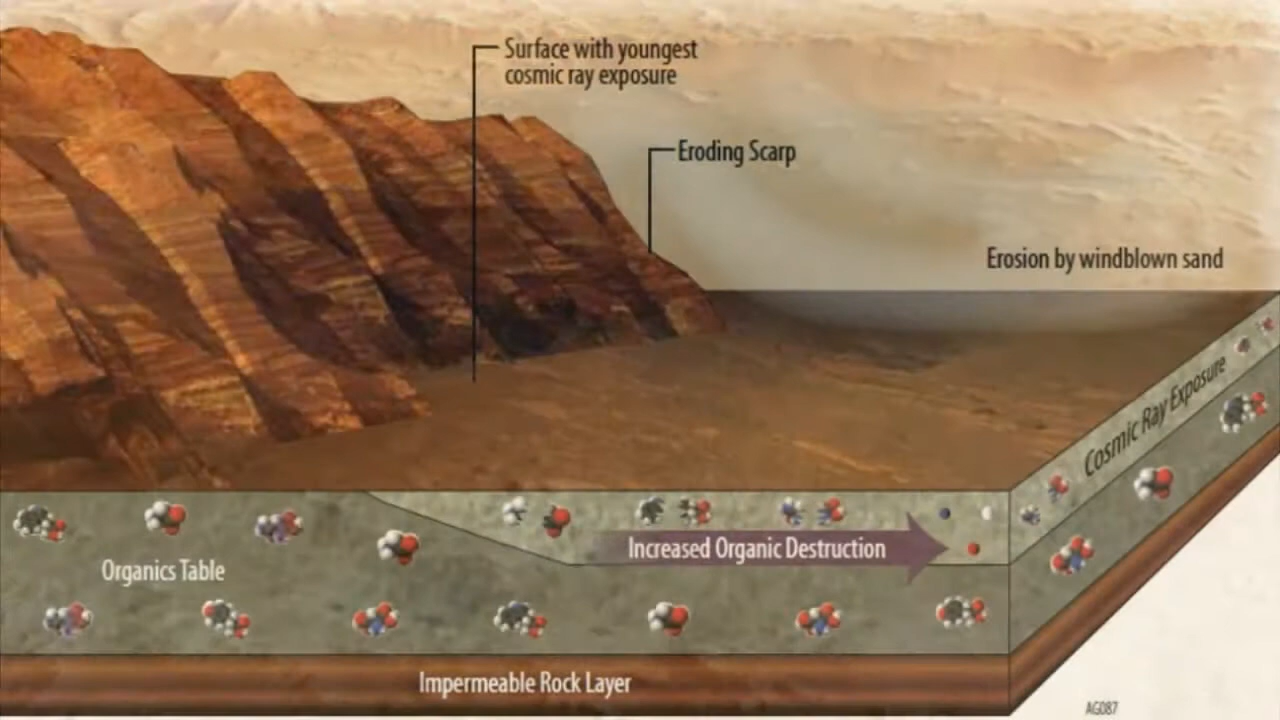 Surface with youngest
cosmic ray exposure
Eroding Scarp
Erosion by windblown sand
Cosmic Ray Exposure
Increased Organic Destruction
Organics Table
Impermeable Rock Layer
AG087